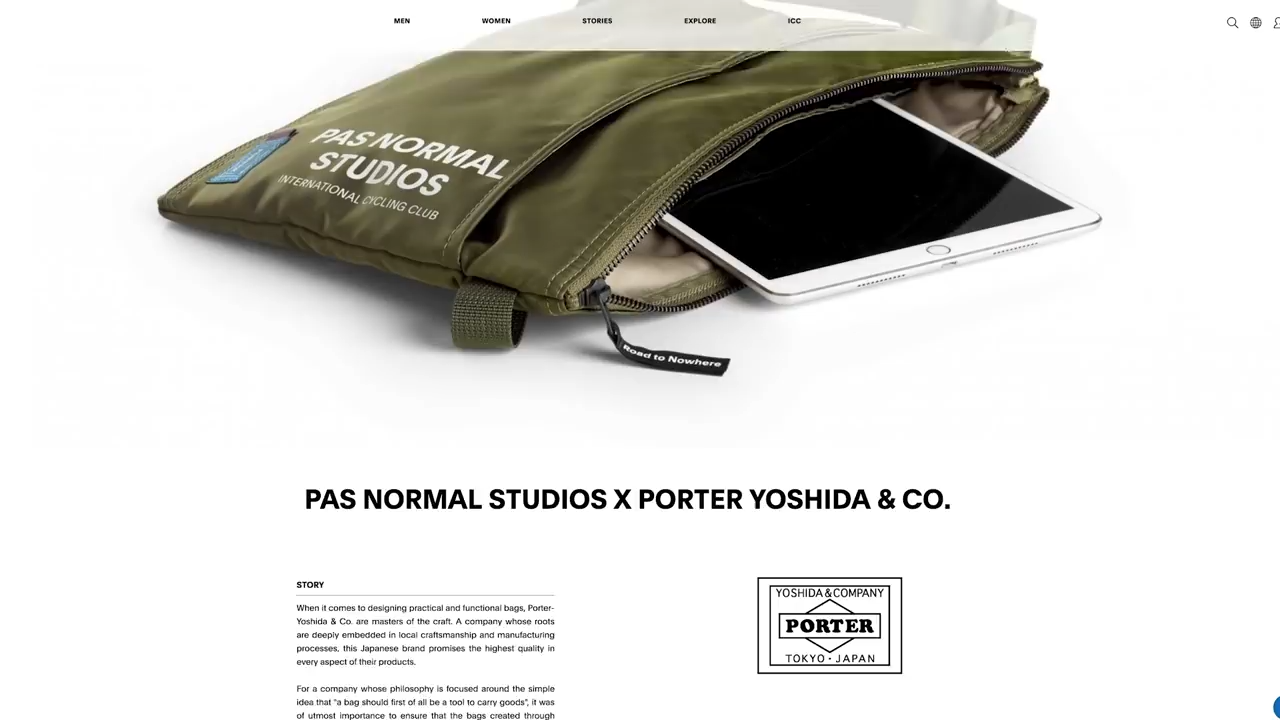 MEN WOMEN STORIES EXPLORE ICC
PAS NORMAL
STUDIOS
INTERNATIONAL CYCLING CLUB
Road to Nowhere
PAS NORMAL STUDIOS X PORTER YOSHIDA & CO.
STORY
When it comes to designing practical and functional bags, Porter-
Yoshida & Co. are masters of the craft. A company whose roots
are deeply embedded in local craftsmanship and manufacturing
processes, this Japanese brand promises the highest quality in
every aspect of their products.
For a company whose philosophy is focused around the simple
idea that "a bag should first of all be a tool to carry goods", it was
of utmost importance to ensure that the bags created through
YOSHIDA & COMPANY
PORTER
TOKYO • JAPAN